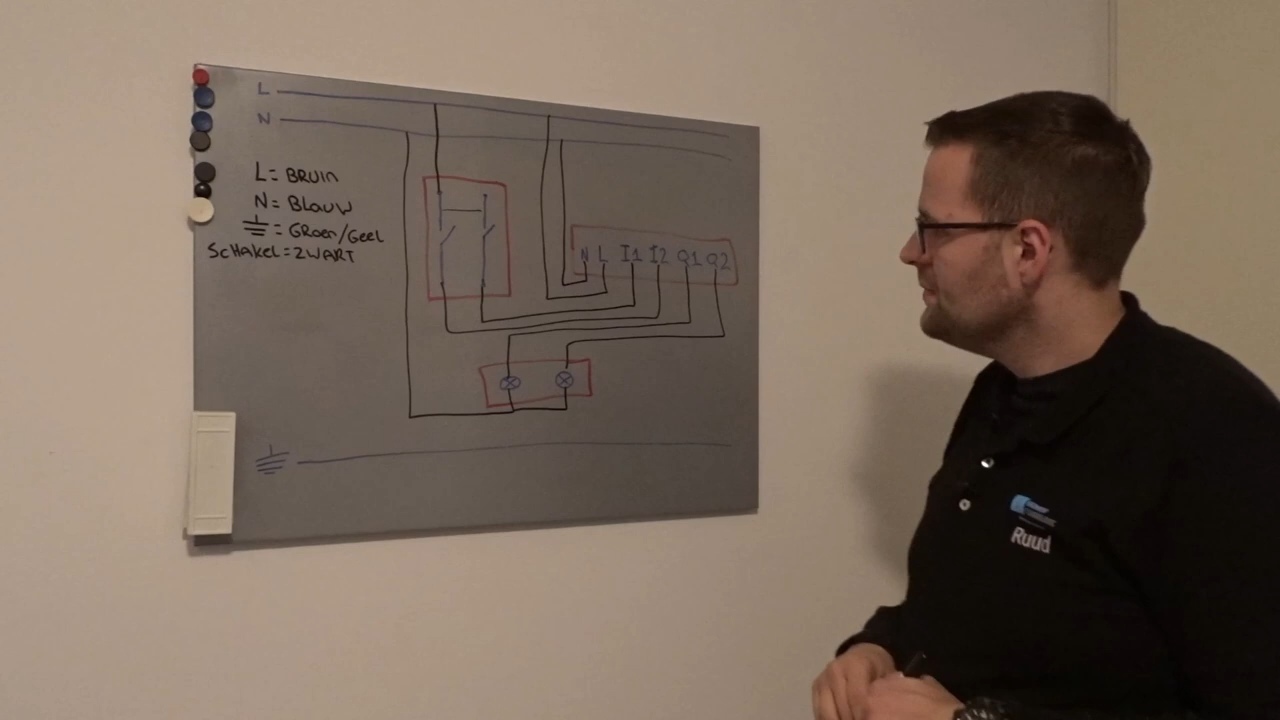 L
N
L= BRUIN
N= BLAUW
= GROEN/GEEL
SCHAKEL=ZWART
N L I1 I2 Q1 Q2
Ruud